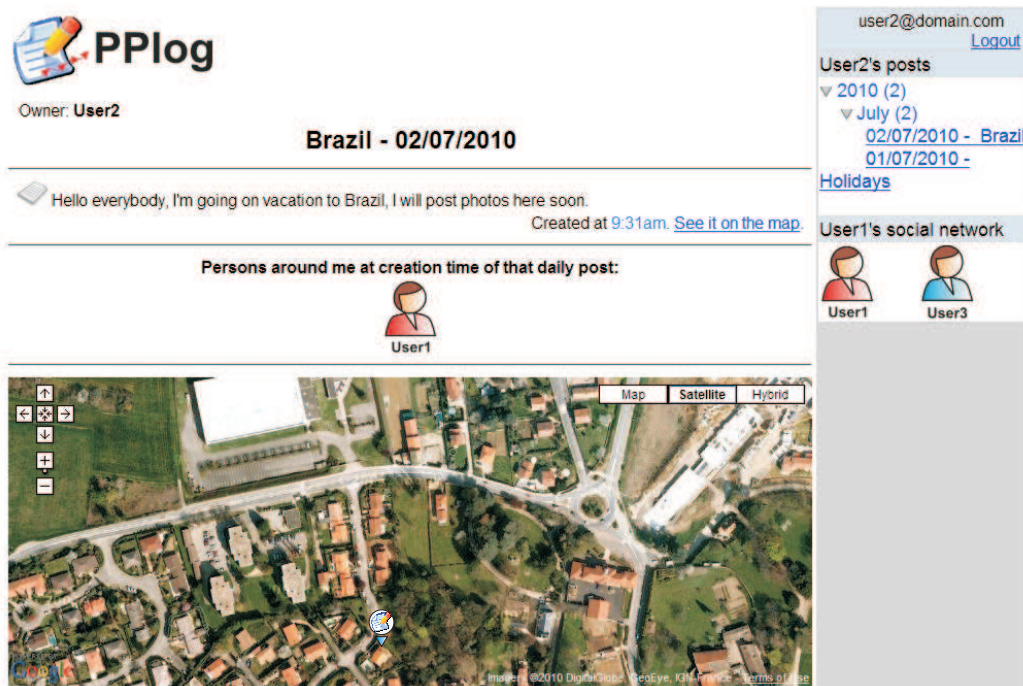 PPlog
Owner: User2
Brazil - 02/07/2010
Hello everybody, I'm going on vacation to Brazil, I will post photos here soon.
Created at 9:31am. See it on the map.
Persons around me at creation time of that daily post:
User1
Map Satellite Hybrid
Google
Imagery ©2010 DigitalGlobe, GeoEye, IGN-France - Terms of Use
user2@domain.com
Logout
User2's posts
2010 (2)
July (2)
02/07/2010 - Brazil
01/07/2010 -
Holidays
User1's social network
User1 User3